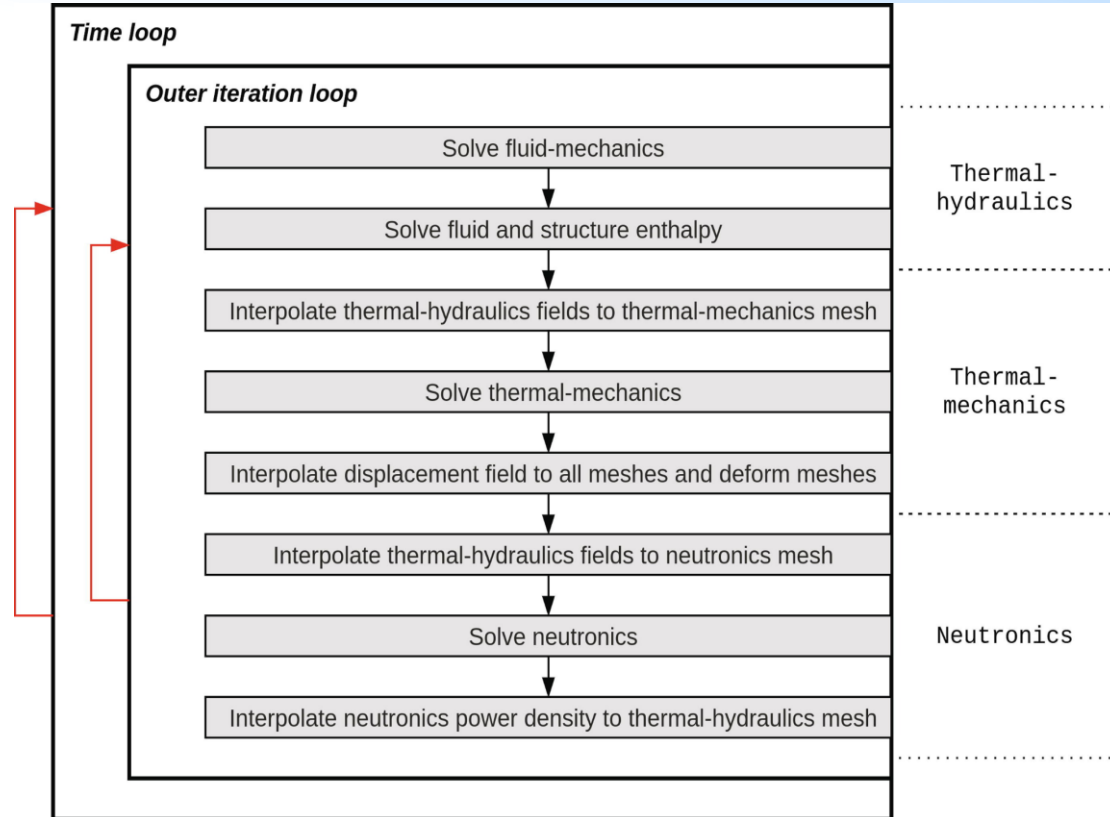 Time loop
Outer iteration loop
Solve fluid-mechanics
Solve fluid and structure enthalpy
Interpolate thermal-hydraulics fields to thermal-mechanics mesh
Solve thermal-mechanics
Interpolate displacement field to all meshes and deform meshes
Interpolate thermal-hydraulics fields to neutronics mesh
Solve neutronics
Interpolate neutronics power density to thermal-hydraulics mesh
Thermal-
hydraulics
Thermal-
mechanics
Neutronics